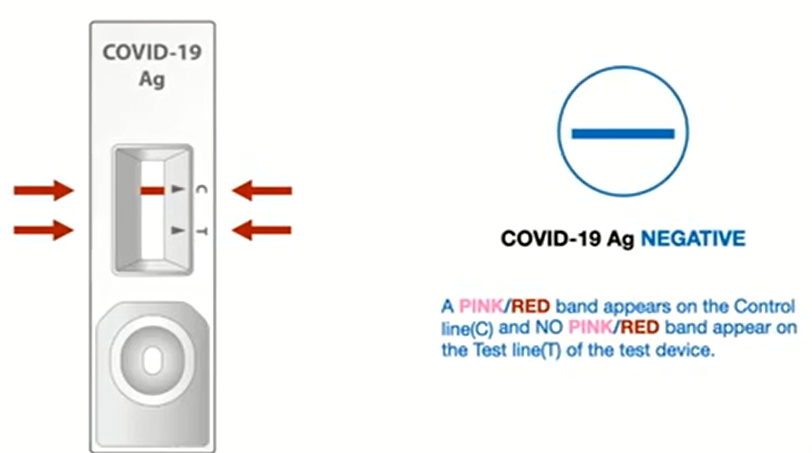 COVID-19
Ag
C
T
COVID-19 Ag NEGATIVE
A PINK/RED band appears on the Control
line(C) and NO PINK/RED band appear on
the Test line(T) of the test device.